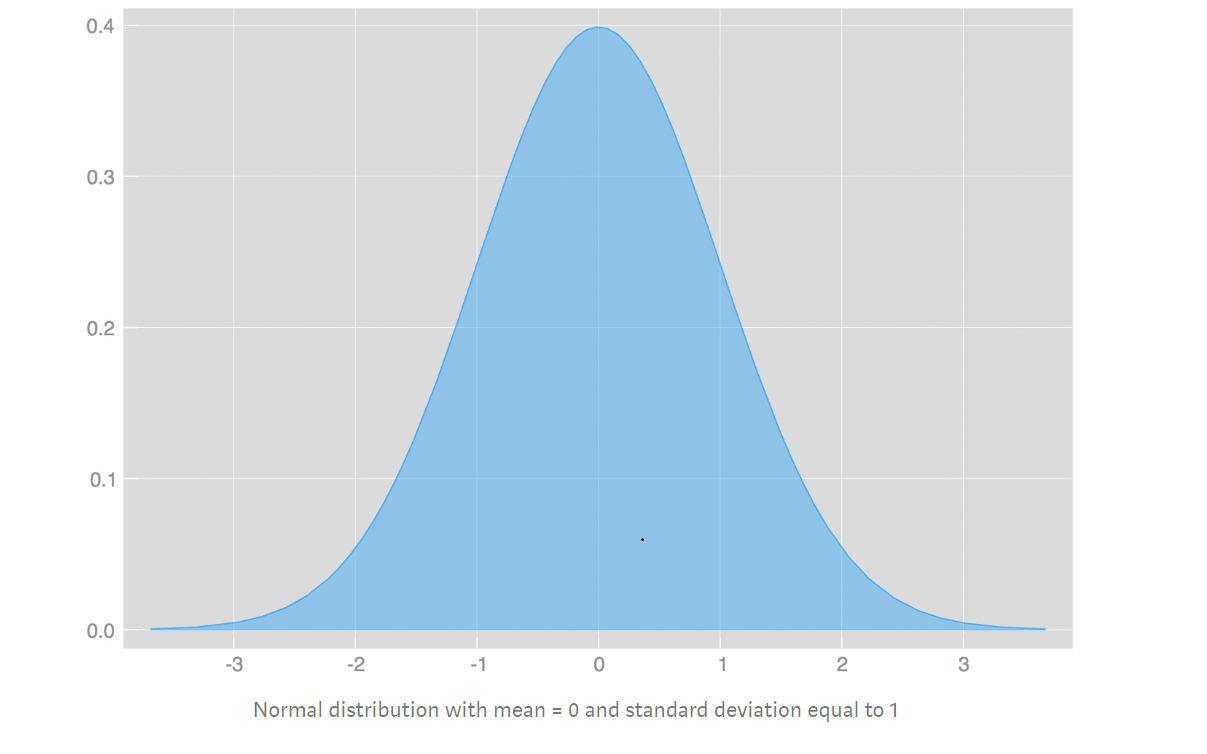 0.4
0.3
0.2
0.1
0.0
-3 -2 -1 0 1 2 3
Normal distribution with mean = 0 and standard deviation equal to 1